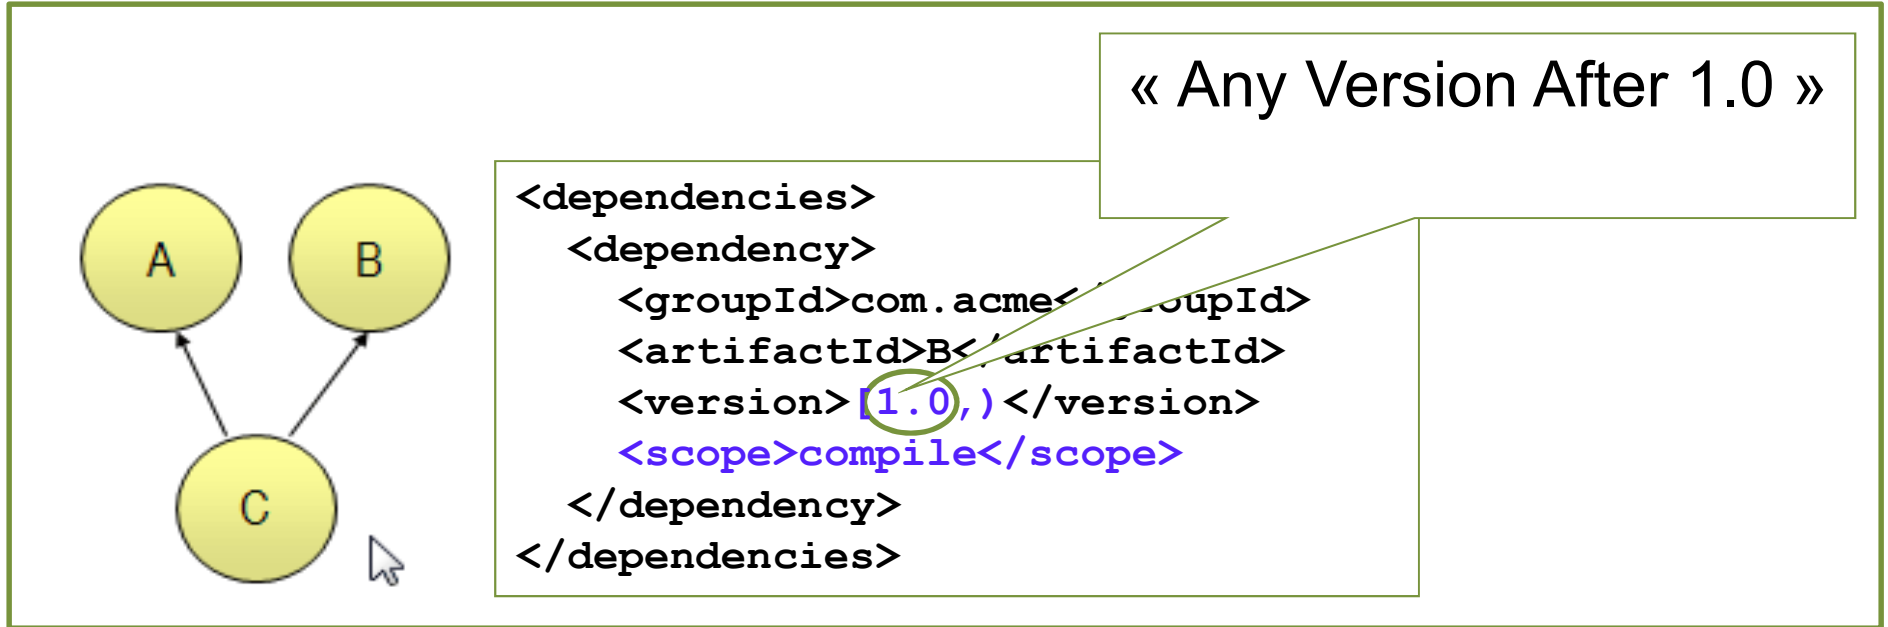 « Any Version After 1.0 »
A
B
C
<dependencies>
<dependency>
<groupId>com.acme</groupId>
<artifactId>B</artifactId>
<version>[1.0,)</version>
<scope>compile</scope>
</dependency>
</dependencies>